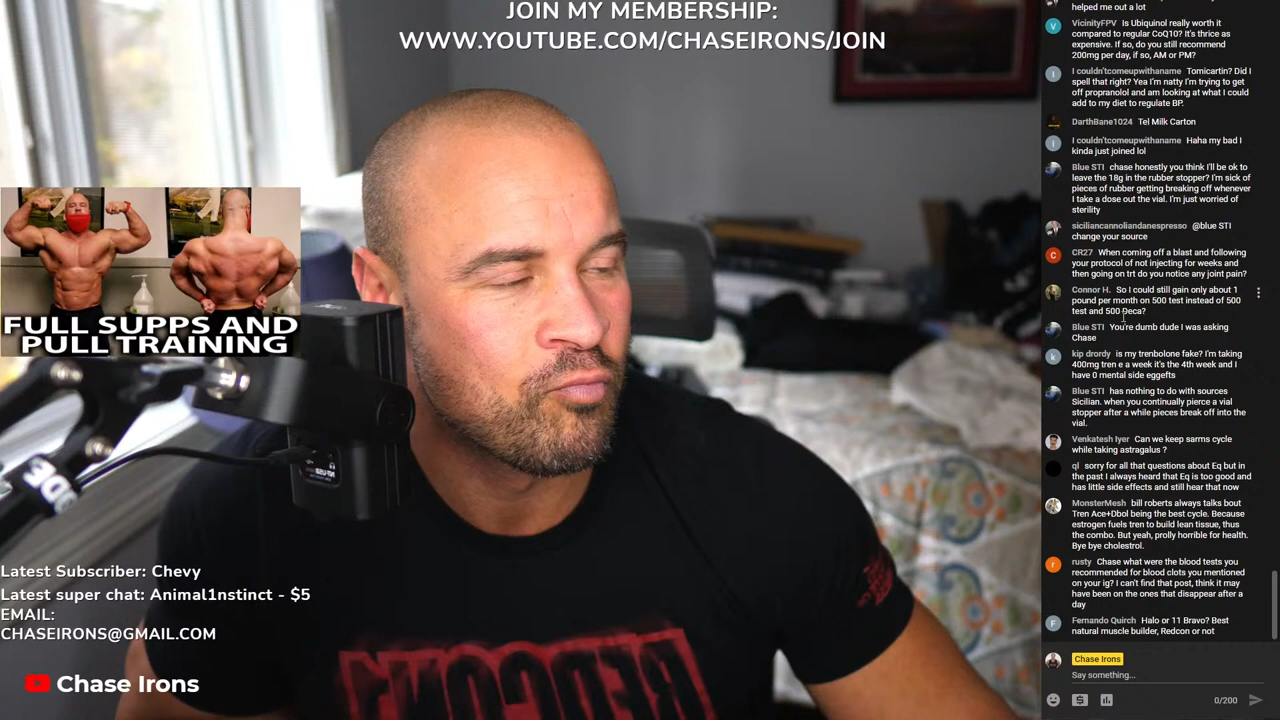 JOIN MY MEMBERSHIP:
WWW.YOUTUBE.COM/CHASEIRONS/JOIN
FULL SUPPS AND
PULL TRAINING
Latest Subscriber: Chevy
Latest super chat: Animal1nstinct - $5
EMAIL:
CHASEIRONS@GMAIL.COM
Chase Irons
REDCON1
helped me out a lot
VicinityFPV Is Ubiquinol really worth it
compared to regular CoQ10? It's thrice as
expensive. If so, do you still recommend
200mg per day, if so, AM or PM?
I couldn'tcomeupwithaname Tomicartin? Did I
spell that right? Yea I'm natty I'm trying to get
off propranolol and am looking at what I could
add to my diet to regulate BP.
DarthBane1024 Tel Milk Carton
I couldn'tcomeupwithaname Haha my bad I
kinda just joined lol
Blue STI chase honestly you think I'll be ok to
leave the 18g in the rubber stopper? I'm sick of
pieces of rubber getting breaking off whenever
I take a dose out the vial. I'm just worried of
sterility
siciliancannoliandanespresso @blue STI
change your source
CR27 When coming off a blast and following
your protocol of not injecting for weeks and
then going on trt do you notice any joint pain?
Connor H. So I could still gain only about 1
pound per month on 500 test instead of 500
test and 500 Deca?
Blue STI You're dumb dude I was asking
Chase
kip drordy is my trenbolone fake? I'm taking
400mg tren e a week it's the 4th week and I
have 0 mental side eggefts
Blue STI has nothing to do with sources
Sicilian. when you continually pierce a vial
stopper after a while pieces break off into the
vial.
Venkatesh Iyer Can we keep sarms cycle
while taking astragalus ?
ql sorry for all that questions about Eq but in
the past I always heard that Eq is too good and
has little side effects and still hear that now
MonsterMesh bill roberts always talks bout
Tren Ace+Dbol being the best cycle. Because
estrogen fuels tren to build lean tissue, thus
the combo. But yeah, prolly horrible for health.
Bye bye cholestrol.
rusty Chase what were the blood tests you
recommended for blood clots you mentioned
on your ig? I can't find that post, think it may
have been on the ones that disappear after a
day
Fernando Quirch Halo or 11 Bravo? Best
natural muscle builder, Redcon or not
Chase Irons
Say something...
0/200